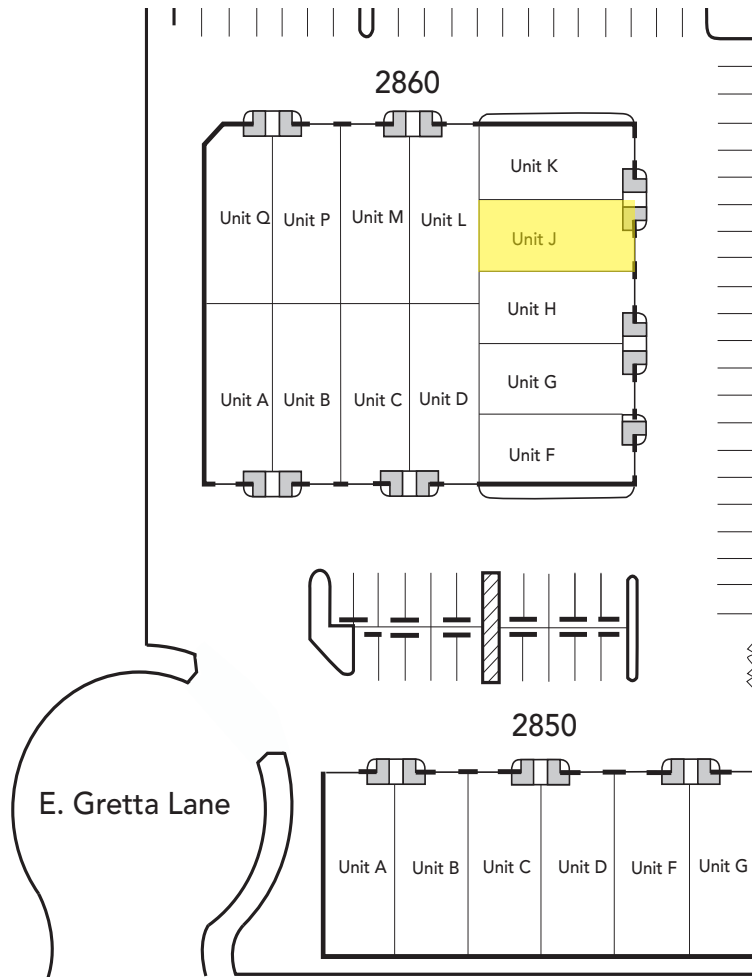 2860
Unit K
Unit Q
Unit P
Unit M
Unit L
Unit J
Unit H
Unit A
Unit B
Unit C
Unit D
Unit G
Unit F
2850
E. Gretta Lane
Unit A
Unit B
Unit C
Unit D
Unit F
Unit G